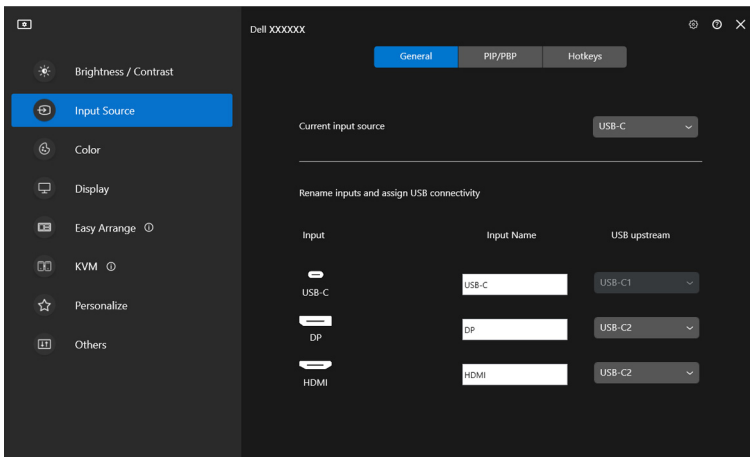 Dell XXXXXX
General PIP/PBP Hotkeys
Brightness / Contrast
Input Source
Color
Display
Easy Arrange
KVM
Personalize
Others
Current input source USB-C
Rename inputs and assign USB connectivity
Input Input Name USB upstream
USB-C USB-C USB-C1
DP DP USB-C2
HDMI HDMI USB-C2